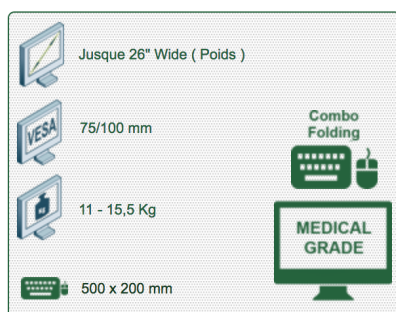 Jusque 26" Wide ( Poids )
VESA
75/100 mm
Combo
Folding
KG
11 - 15,5 Kg
MEDICAL
GRADE
500 x 200 mm